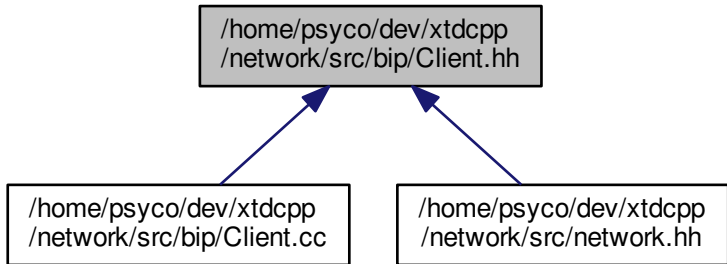 /home/psyco/dev/xtdcpp
/network/src/bip/Client.hh
/home/psyco/dev/xtdcpp
/network/src/bip/Client.cc
/home/psyco/dev/xtdcpp
/network/src/network.hh